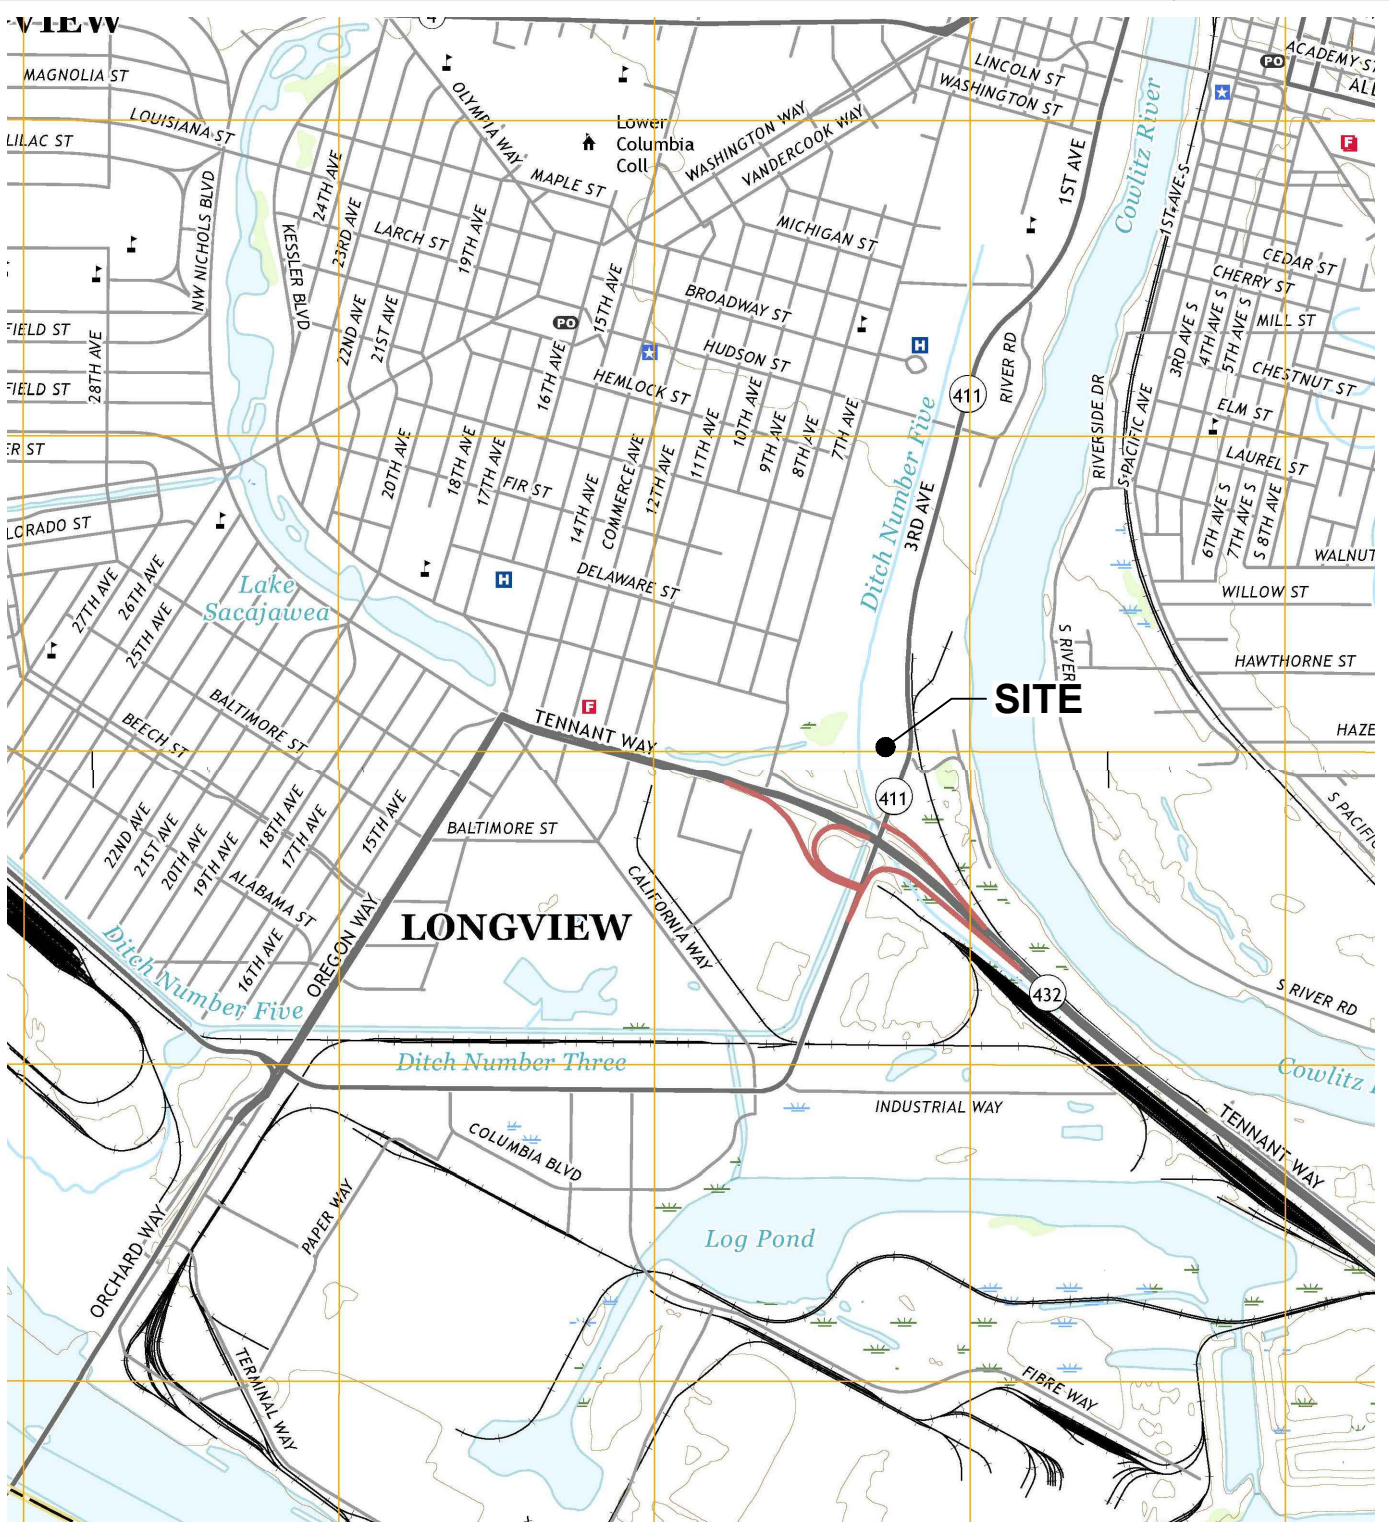 VIEW
4
MAGNOLIA ST
LOUISIANA ST
LILAC ST
OLYMPIA WAY
Lower
Columbia
Coll
WASHINGTON WAY
VANDERCOOK WAY
LINCOLN ST
WASHINGTON ST
Cowlitz River
PO
ACADEMY ST
ALL
F
1ST AVE
1ST AVE S
MAPLE ST
24TH AVE
23RD AVE
NW NICHOLS BLVD
KESSLER BLVD
LARCH ST
19TH AVE
MICHIGAN ST
CEDAR ST
CHERRY ST
MILL ST
3RD AVE S
4TH AVE S
5TH AVE S
FIELD ST
28TH AVE
22ND AVE
21ST AVE
15TH AVE
PO
BROADWAY ST
HUDSON ST
H
RIVER RD
411
FIELD ST
16TH AVE
HEMLOCK ST
CHESTNUT ST
ELM ST
RIVERSIDE DR
S PACIFIC AVE
10TH AVE
11TH AVE
9TH AVE
8TH AVE
7TH AVE
Ditch Number Five
ER ST
20TH AVE
18TH AVE
17TH AVE
FIR ST
14TH AVE
COMMERCE AVE
12TH AVE
3RD AVE
LAUREL ST
6TH AVE S
7TH AVE S
S 8TH AVE
LORADO ST
WALNUT
H
DELAWARE ST
WILLOW ST
Lake
Sacajawea
27TH AVE
26TH AVE
25TH AVE
S RIVER
HAWTHORNE ST
SITE
F
TENNANT WAY
BALTIMORE ST
BEECH ST
HAZE
411
S PACIFIC
22ND AVE
21ST AVE
20TH AVE
19TH AVE
18TH AVE
17TH AVE
15TH AVE
BALTIMORE ST
ALABAMA ST
CALIFORNIA WAY
LONGVIEW
OREGON WAY
16TH AVE
Ditch Number Five
432
S RIVER RD
Ditch Number Three
Cowlitz
INDUSTRIAL WAY
TENNANT WAY
COLUMBIA BLVD
PAPER WAY
ORCHARD WAY
Log Pond
TERMINAL WAY
FIBRE WAY